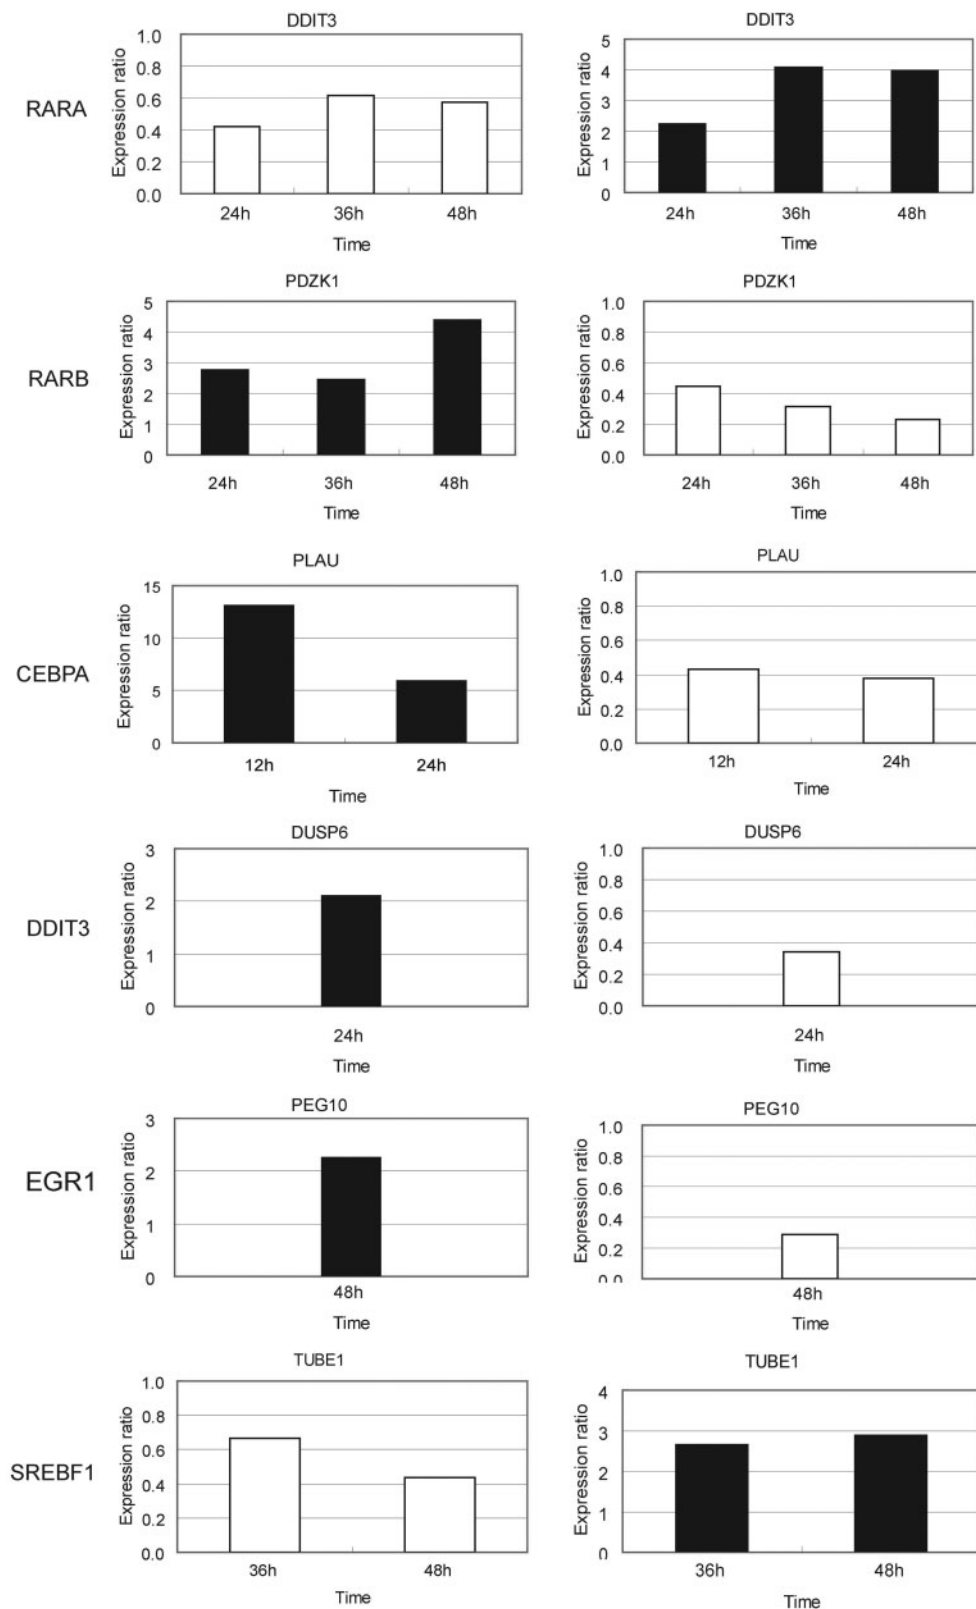 DDIT3
DDIT3
RARA
Expression ratio
1.0
0.8
0.6
0.4
0.2
0.0
24h 36h 48h
Time
Expression ratio
5
4
3
2
1
0
24h 36h 48h
Time
PDZK1
PDZK1
RARB
Expression ratio
5
4
3
2
1
0
24h 36h 48h
Time
Expression ratio
1.0
0.8
0.6
0.4
0.2
0.0
24h 36h 48h
Time
PLAU
PLAU
CEBPA
Expression ratio
15
10
5
0
12h 24h
Time
Expression ratio
1.0
0.8
0.6
0.4
0.2
0.0
12h 24h
Time
DUSP6
DUSP6
DDIT3
Expression ratio
3
2
1
0
24h
Time
Expression ratio
1.0
0.8
0.6
0.4
0.2
0.0
24h
Time
PEG10
PEG10
EGR1
Expression ratio
3
2
1
0
48h
Time
Expression ratio
1.0
0.8
0.6
0.4
0.2
0.0
48h
Time
TUBE1
TUBE1
SREBF1
Expression ratio
1.0
0.8
0.6
0.4
0.2
0.0
36h 48h
Time
Expression ratio
4
3
2
1
0
36h 48h
Time